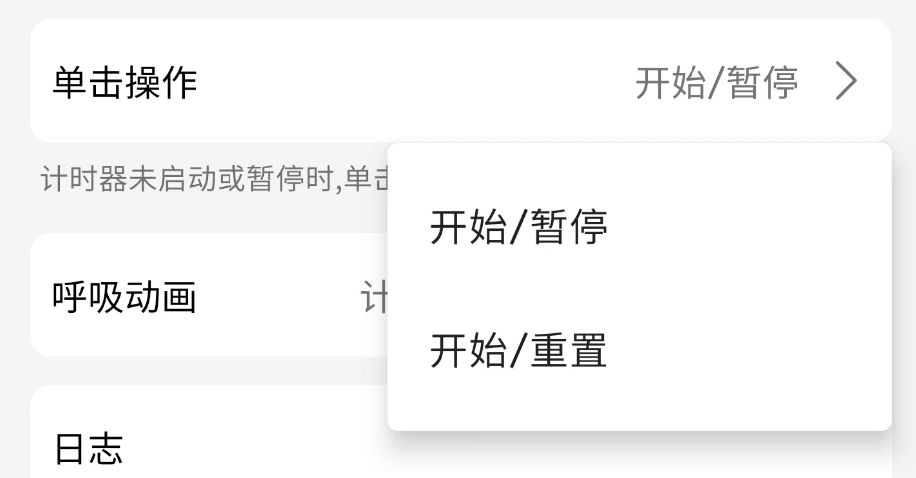 单击操作 开始/暂停
计时器未启动或暂停时,单
开始/暂停
呼吸动画 计
开始/重置
日志